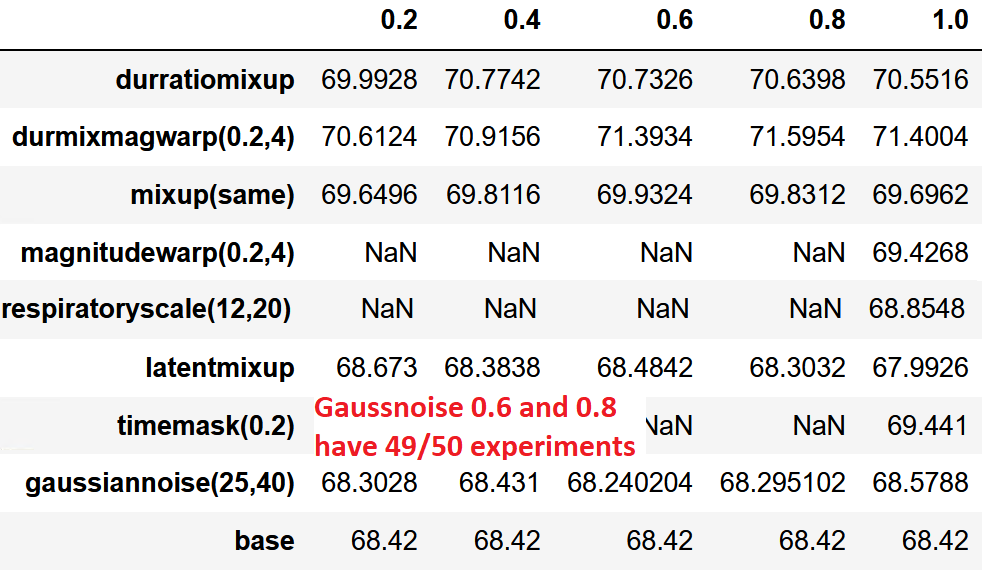 0.2 0.4 0.6 0.8 1.0
durratiomixup 69.9928 70.7742 70.7326 70.6398 70.5516
durmixmagwarp(0.2,4) 70.6124 70.9156 71.3934 71.5954 71.4004
mixup(same) 69.6496 69.8116 69.9324 69.8312 69.6962
magnitudewarp(0.2,4) NaN NaN NaN NaN 69.4268
respiratoryscale(12,20) NaN NaN NaN NaN 68.8548
latentmixup 68.673 68.3838 68.4842 68.3032 67.9926
Gaussnoise 0.6 and 0.8
have 49/50 experiments
timemask(0.2) NaN NaN 69.441
gaussiannoise(25,40) 68.3028 68.431 68.240204 68.295102 68.5788
base 68.42 68.42 68.42 68.42 68.42